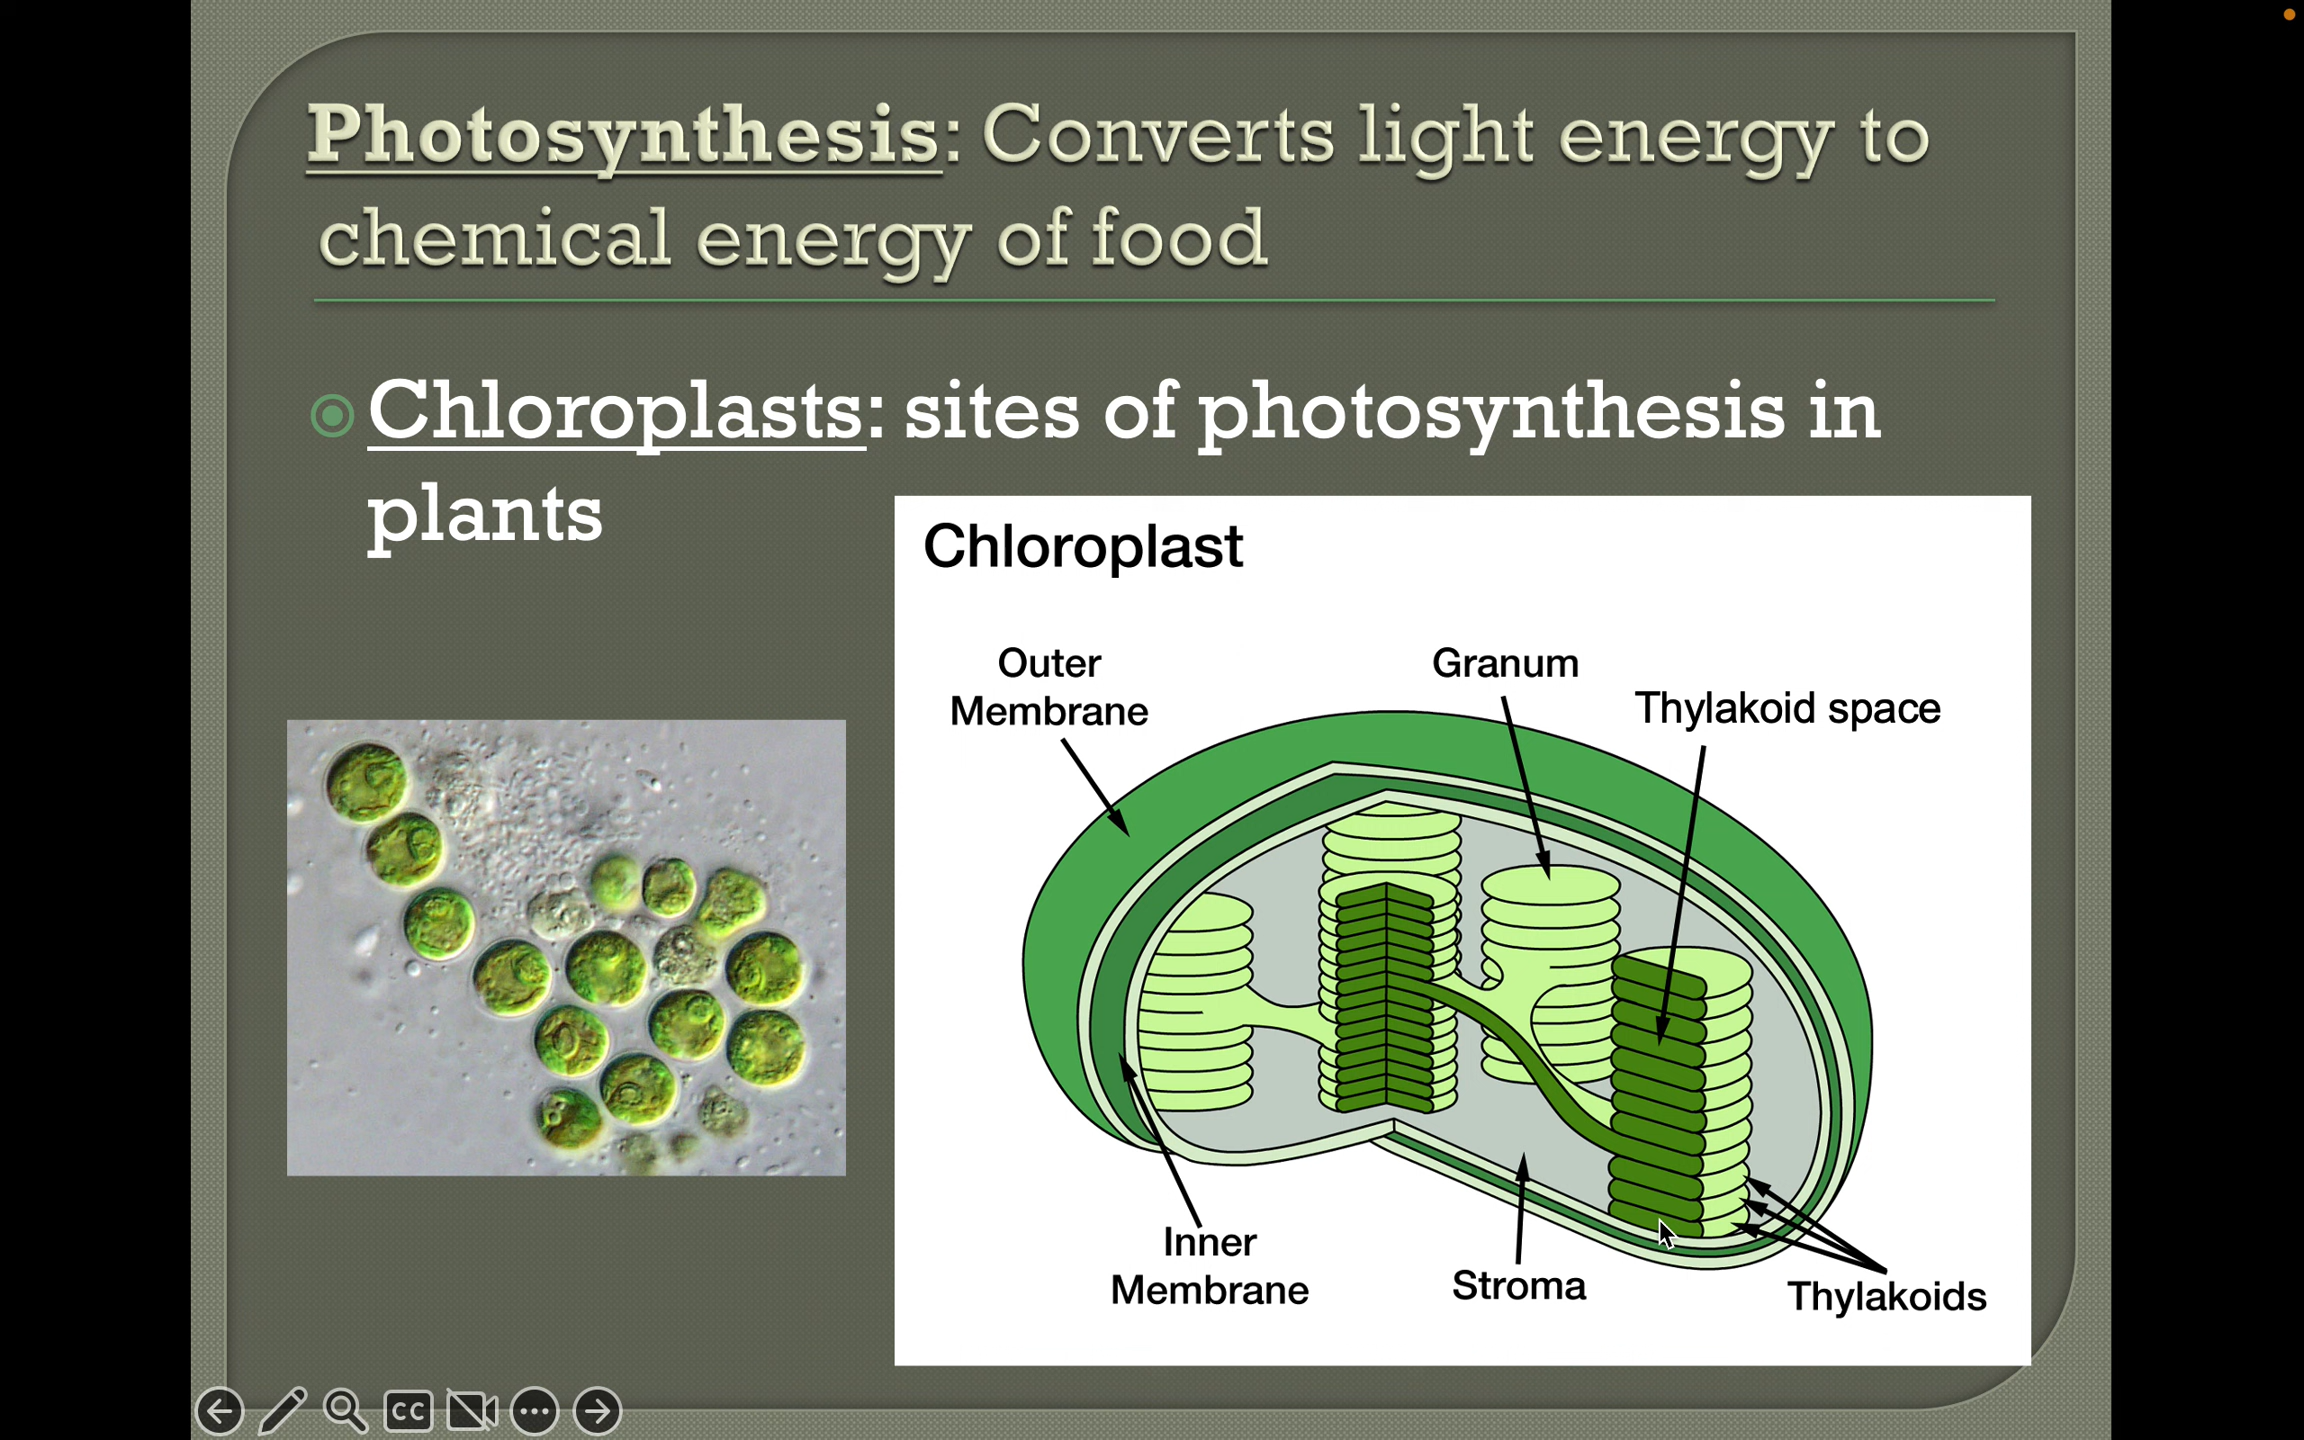 Photosynthesis: Converts light energy to
chemical energy of food
Chloroplasts: sites of photosynthesis in
plants
Chloroplast
Outer
Membrane
Granum
Thylakoid space
Inner
Membrane
Stroma
Thylakoids
CC